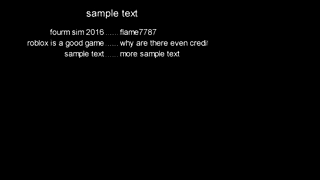 sample text
fourm sim 2016 ...... flame7787
roblox is a good game ...... why are there even credi
sample text ...... more sample text